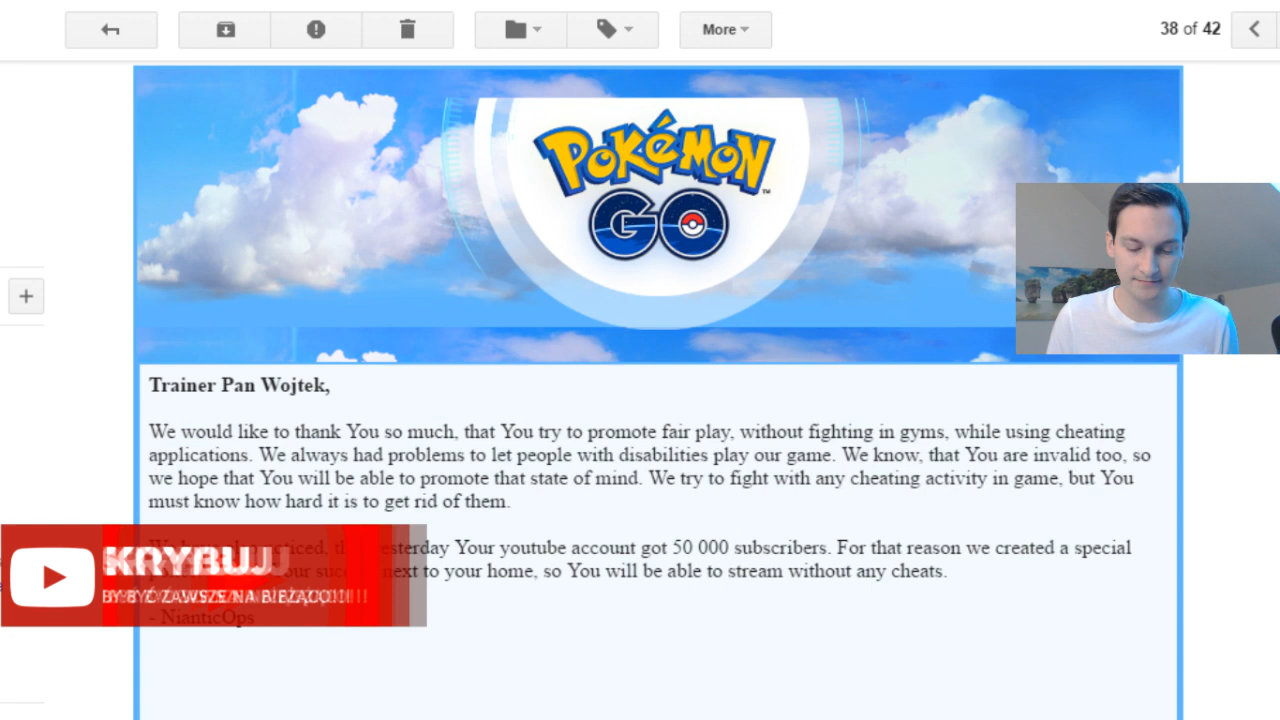 More
38 of 42
POKéMON
™
GO
Trainer Pan Wojtek,
We would like to thank You so much, that You try to promote fair play, without fighting in gyms, while using cheating
applications. We always had problems to let people with disabilities play our game. We know, that You are invalid too, so
we hope that You will be able to promote that state of mind. We try to fight with any cheating activity in game, but You
must know how hard it is to get rid of them.
yesterday Your youtube account got 50 000 subscribers. For that reason we created a special
next to your home, so You will be able to stream without any cheats.
KRYBUJ
BYĆ ZAWSZE NA BIEŻĄCO!
- NianticOps